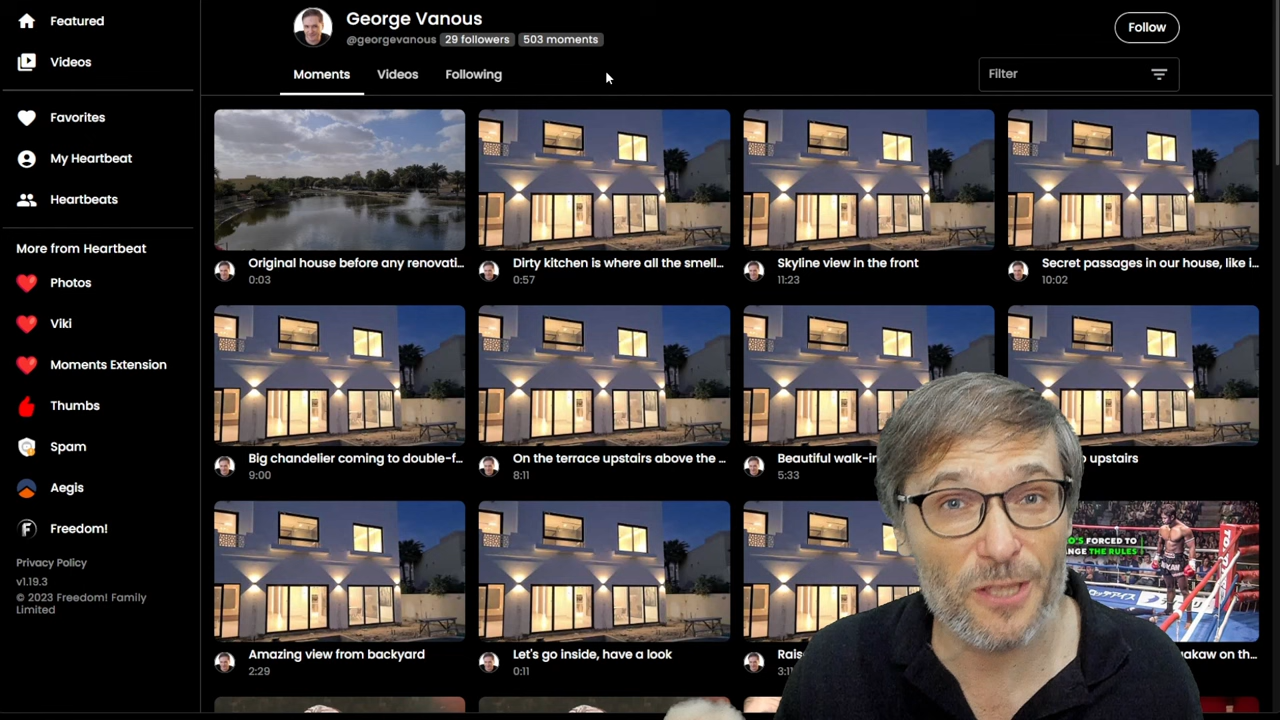 Featured
Videos
Favorites
My Heartbeat
Heartbeats
More from Heartbeat
Photos
Viki
Moments Extension
Thumbs
Spam
Aegis
Freedom!
Privacy Policy
v1.19.3
© 2023 Freedom! Family
Limited
George Vanous
@georgevanous 29 followers 503 moments
Follow
Moments Videos Following
Filter
Original house before any renovati...
0:03
Dirty kitchen is where all the smell...
0:57
Skyline view in the front
11:23
Secret passages in our house, like i...
10:02
Big chandelier coming to double-f...
9:00
On the terrace upstairs above the ...
8:11
Beautiful walk-in
5:33
upstairs
FORCED TO
THE RULES
Amazing view from backyard
2:29
Let's go inside, have a look
0:11
3:11
on th...